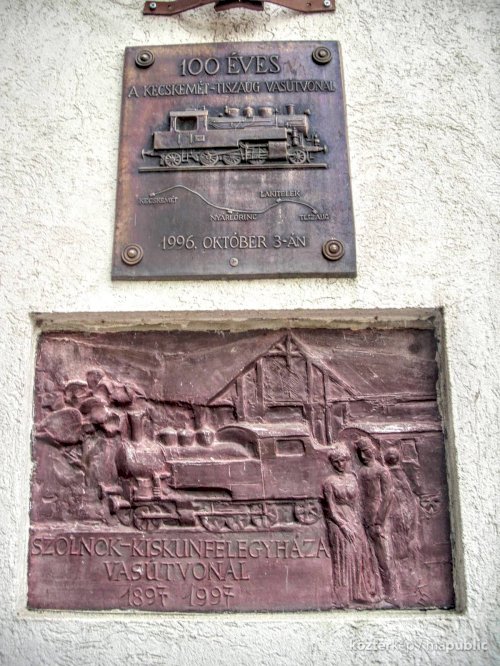 100 ÉVES
A KECSKEMÉT-TISZAUG VASÚTVONAL
KECSKEMÉT
LAKITELEK
NYÁRLŐRINC
TISZAUG
1996. OKTÓBER 3-ÁN
SZOLNOK-KISKUNFÉLEGYHÁZA
VASÚTVONAL
1897 1997